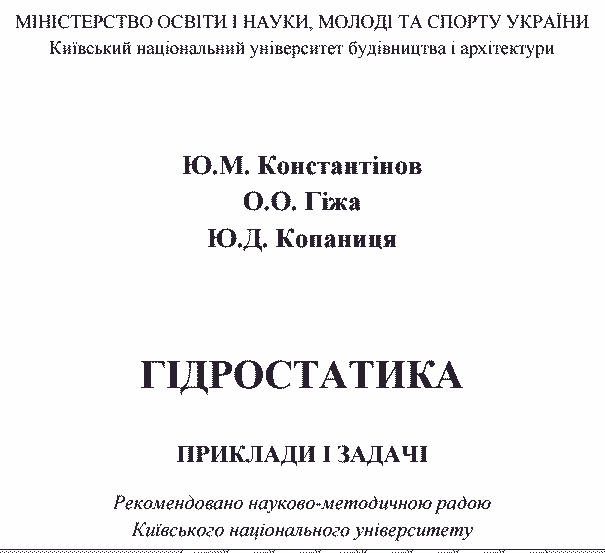 МІНІСТЕРСТВО ОСВІТИ І НАУКИ, МОЛОДІ ТА СПОРТУ УКРАЇНИ
Київський національний університет будівництва і архітектури
Ю.М. Константінов
О.О. Гіжа
Ю.Д. Копаниця
ГІДРОСТАТИКА
ПРИКЛАДИ І ЗАДАЧІ
Рекомендовано науково-методичною радою
Київського національного університету